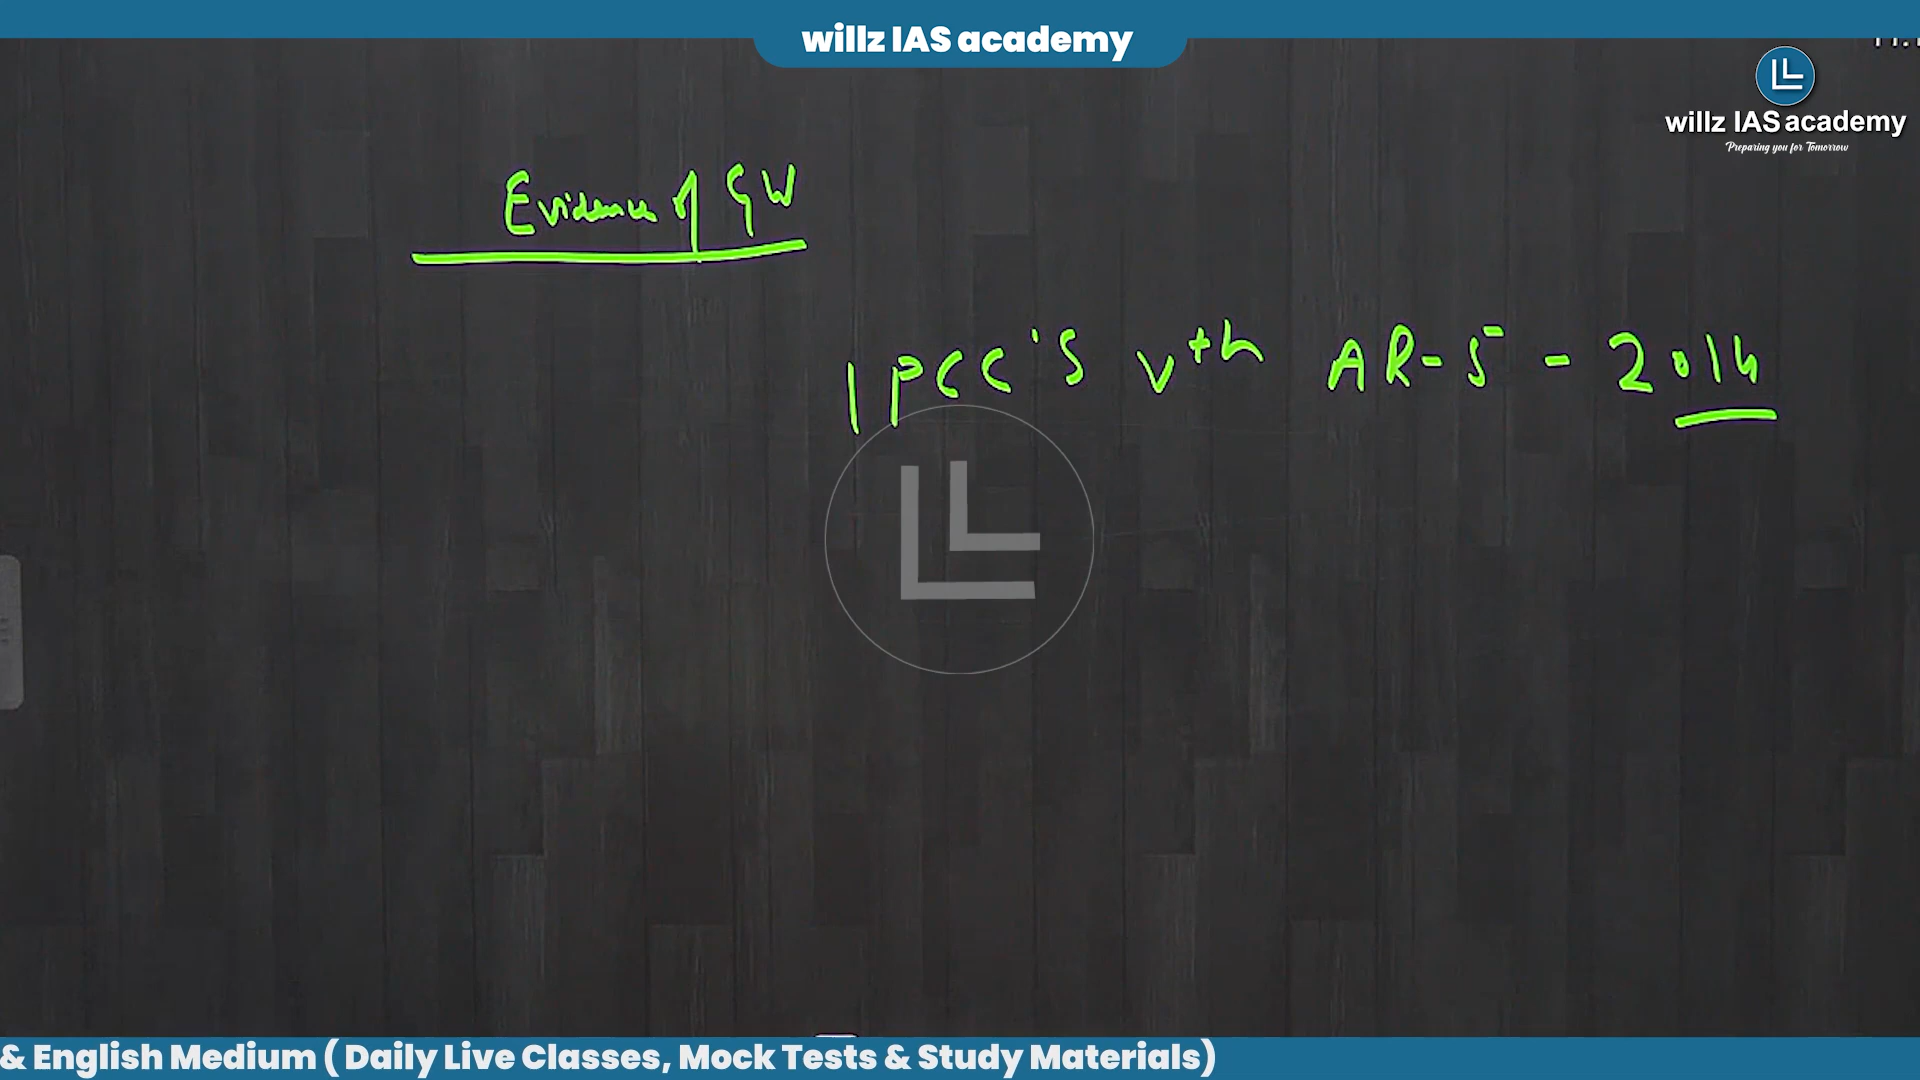 willz IAS academy
willz IAS academy
Preparing you for Tomorrow
Evidence of GW
IPCC'S Vth AR-5 - 2014
& English Medium ( Daily Live Classes, Mock Tests & Study Materials)